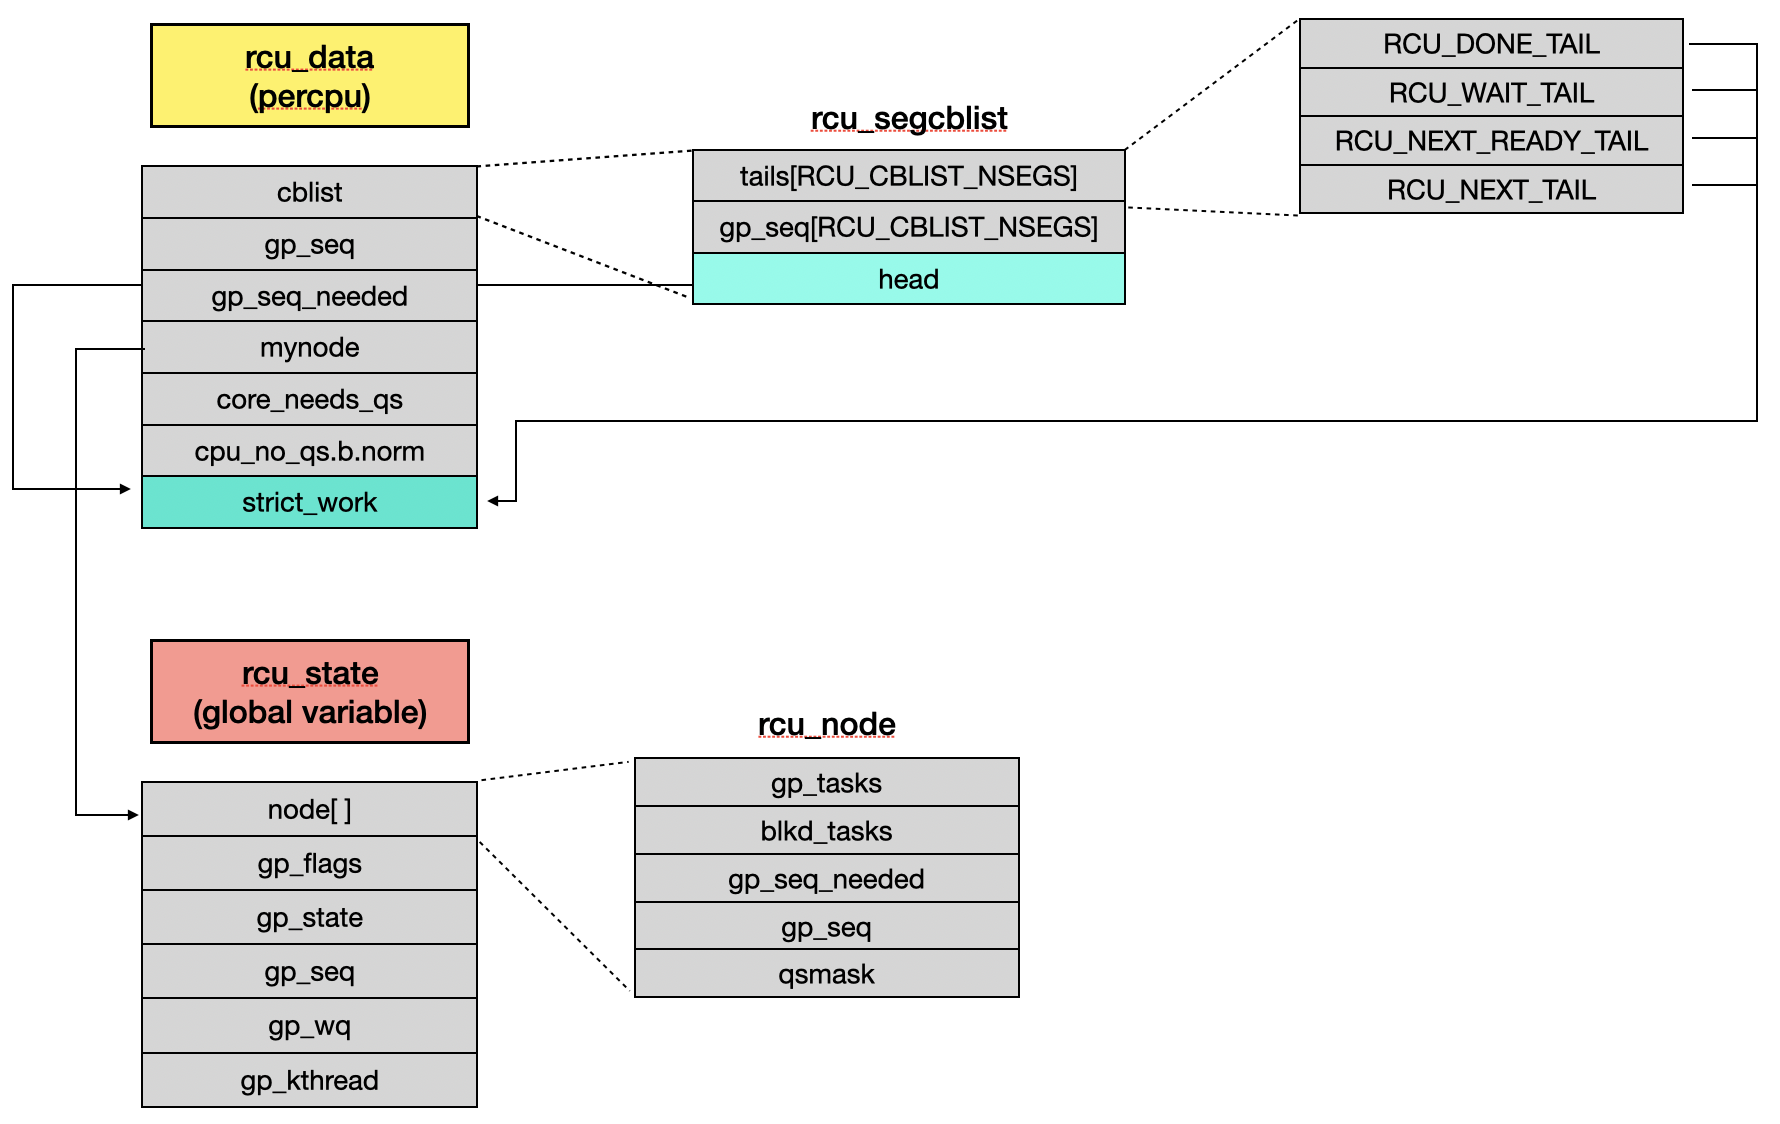 rcu_data
(percpu)
cblist
gp_seq
gp_seq_needed
mynode
core_needs_qs
cpu_no_qs.b.norm
strict_work
rcu_segcblist
tails[RCU_CBLIST_NSEGS]
gp_seq[RCU_CBLIST_NSEGS]
head
RCU_DONE_TAIL
RCU_WAIT_TAIL
RCU_NEXT_READY_TAIL
RCU_NEXT_TAIL
rcu_state
(global variable)
node[ ]
gp_flags
gp_state
gp_seq
gp_wq
gp_kthread
rcu_node
gp_tasks
blkd_tasks
gp_seq_needed
gp_seq
qsmask